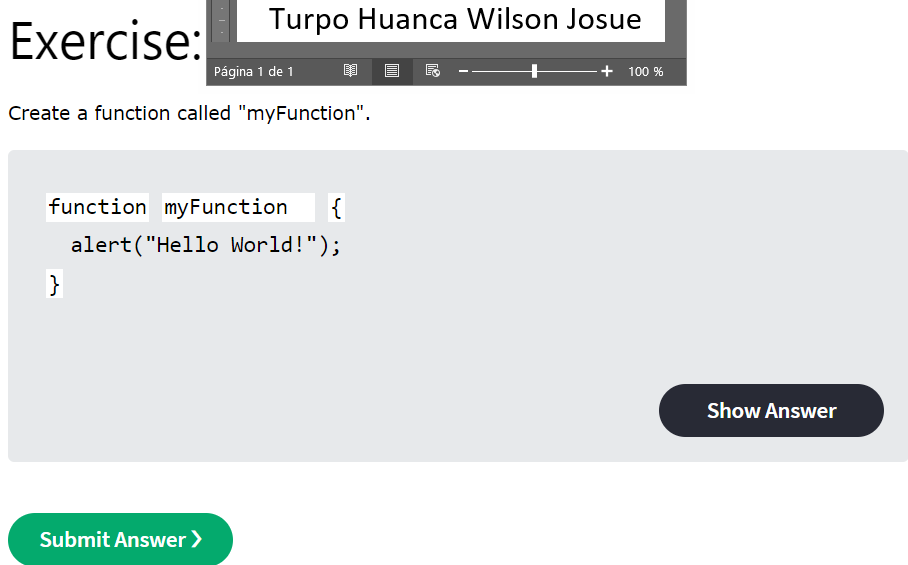 Turpo Huanca Wilson Josue
Exercise:
Página 1 de 1 100 %
Create a function called "myFunction".
function myFunction {
alert("Hello World!");
}
Show Answer
Submit Answer ❯